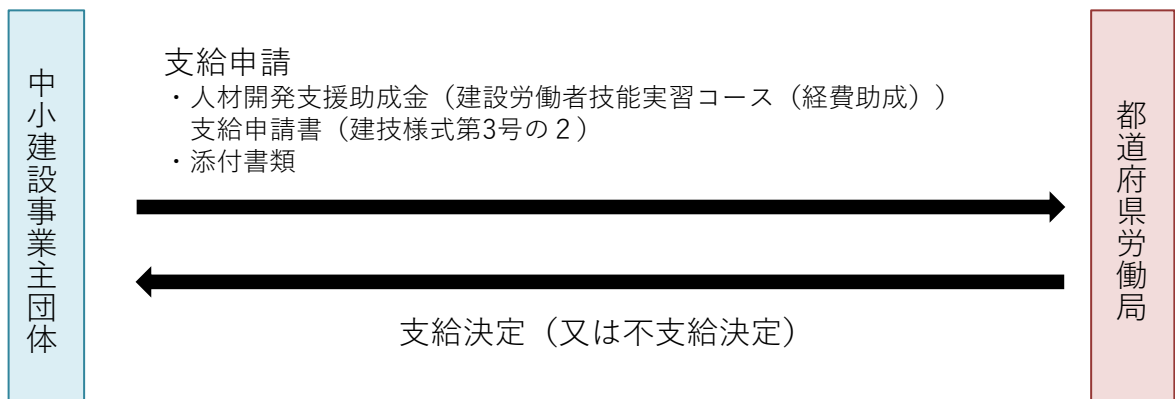 中小建設事業主団体
支給申請
・人材開発支援助成金（建設労働者技能実習コース（経費助成））
支給申請書（建技様式第3号の２）
・添付書類
支給決定（又は不支給決定）
都道府県労働局